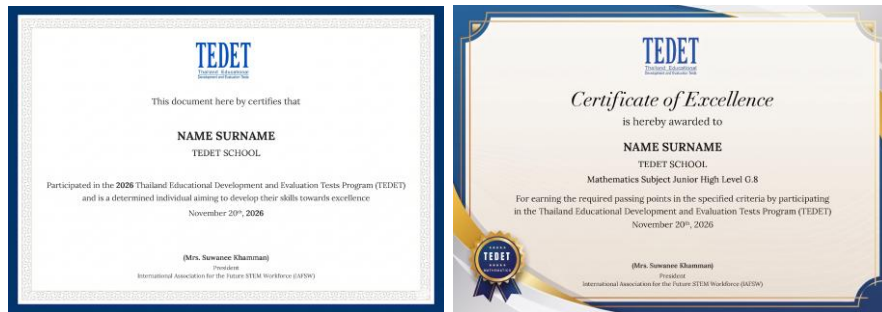 TEDET
Thailand Educational
Development and Evaluation Tests
This document here by certifies that
NAME SURNAME
TEDET SCHOOL
Participated in the 2026 Thailand Educational Development and Evaluation Tests Program (TEDET)
and is a determined individual aiming to develop their skills towards excellence
November 20th, 2026
(Mrs. Suwanee Khamman)
President
International Association for the Future STEM Workforce (IAFSW)
TEDET
Thailand Educational
Development and Evaluation Tests
Certificate of Excellence
is hereby awarded to
NAME SURNAME
TEDET SCHOOL
Mathematics Subject Junior High Level G.8
For earning the required passing points in the specified criteria by participating
in the Thailand Educational Development and Evaluation Tests Program (TEDET)
November 20th, 2026
TEDET
MATHEMATICS
(Mrs. Suwanee Khamman)
President
International Association for the Future STEM Workforce (IAFSW)